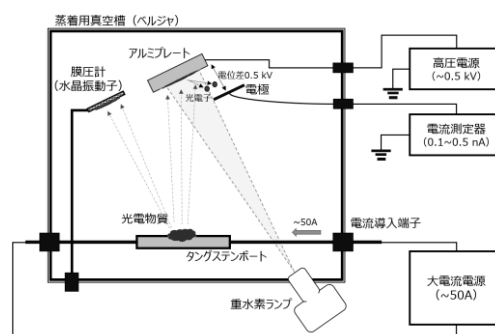 蒸着用真空槽（ベルジャ）
アルミプレート
膜圧計
(水晶振動子)
電位差0.5 kV
光電子
電極
高圧電源
(~0.5 kV)
電流測定器
(0.1~0.5 nA)
光電物質
~50A
電流導入端子
タングステンボート
重水素ランプ
大電流電源
(~50A)